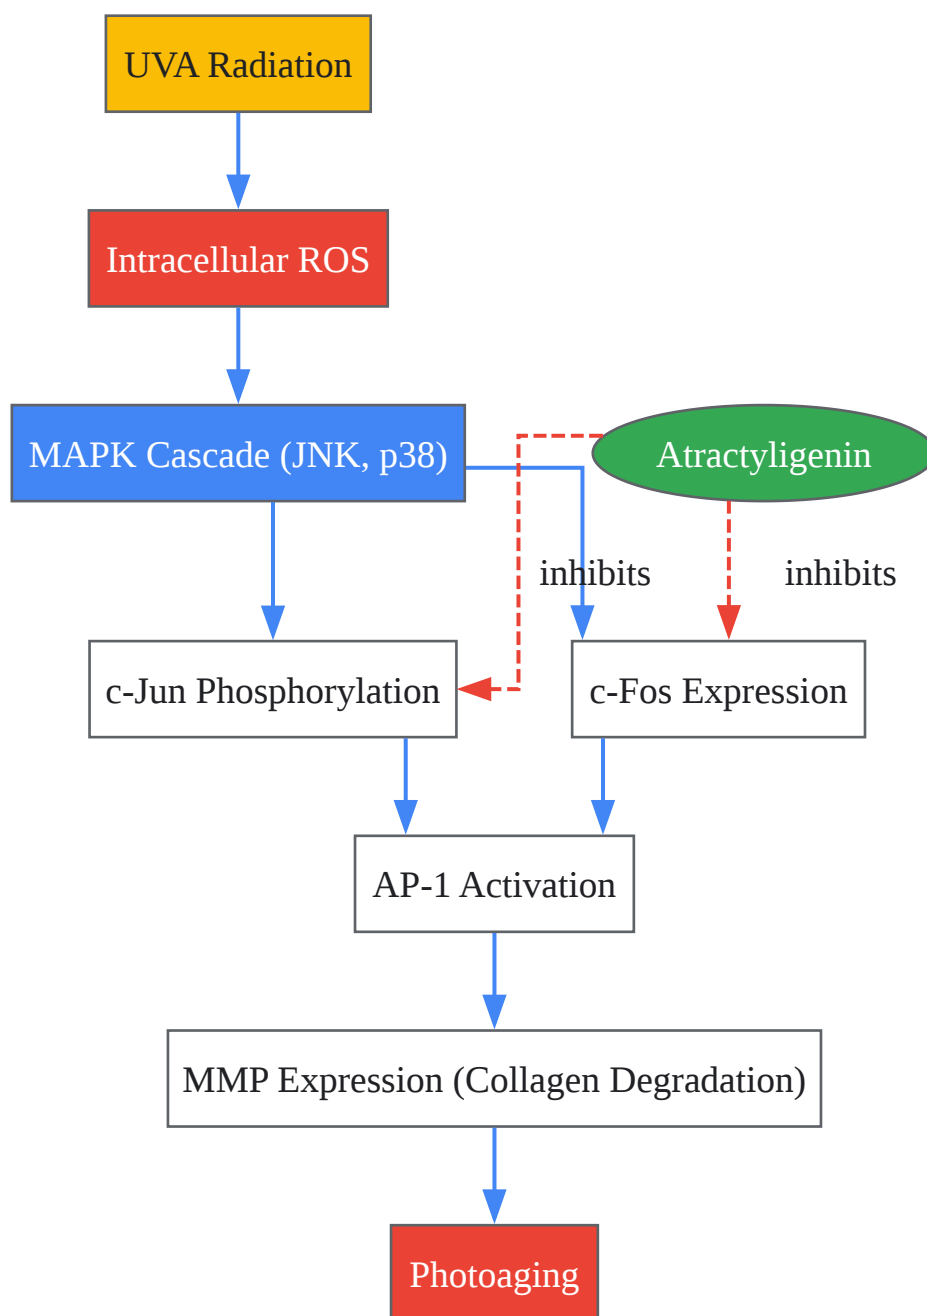 UVA Radiation
Intracellular ROS
MAPK Cascade (JNK, p38)
Atractyligenin
inhibits
inhibits
c-Jun Phosphorylation
c-Fos Expression
AP-1 Activation
MMP Expression (Collagen Degradation)
Photoaging